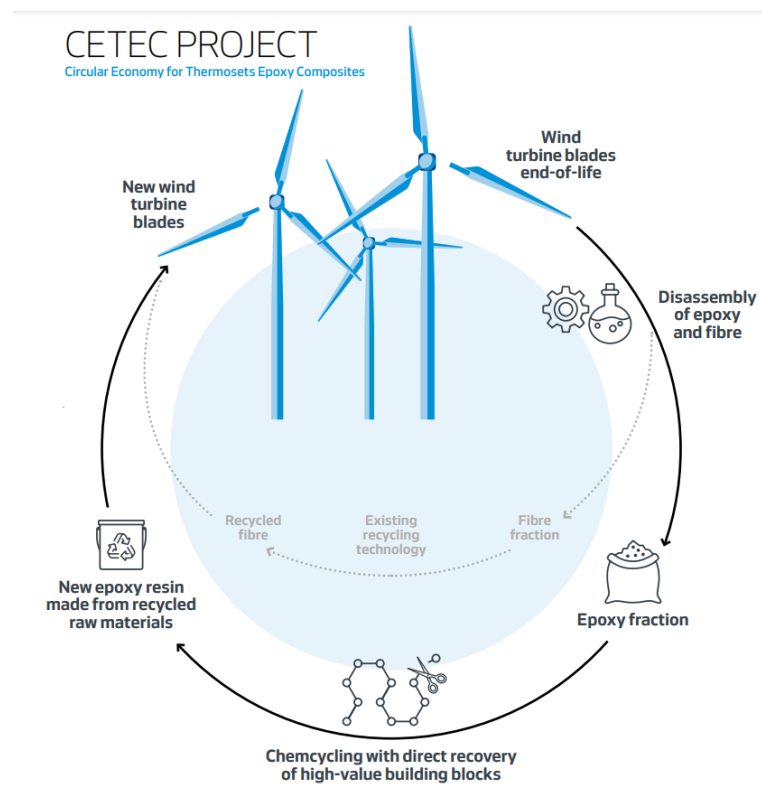 CETEC PROJECT
Circular Economy for Thermosets Epoxy Composites
Wind
turbine blades
end-of-life
New wind
turbine
blades
Disassembly
of epoxy
and fibre
Recycled
fibre
Existing
recycling
technology
Fibre
fraction
New epoxy resin
made from recycled
raw materials
Epoxy fraction
Chemcycling with direct recovery
of high-value building blocks